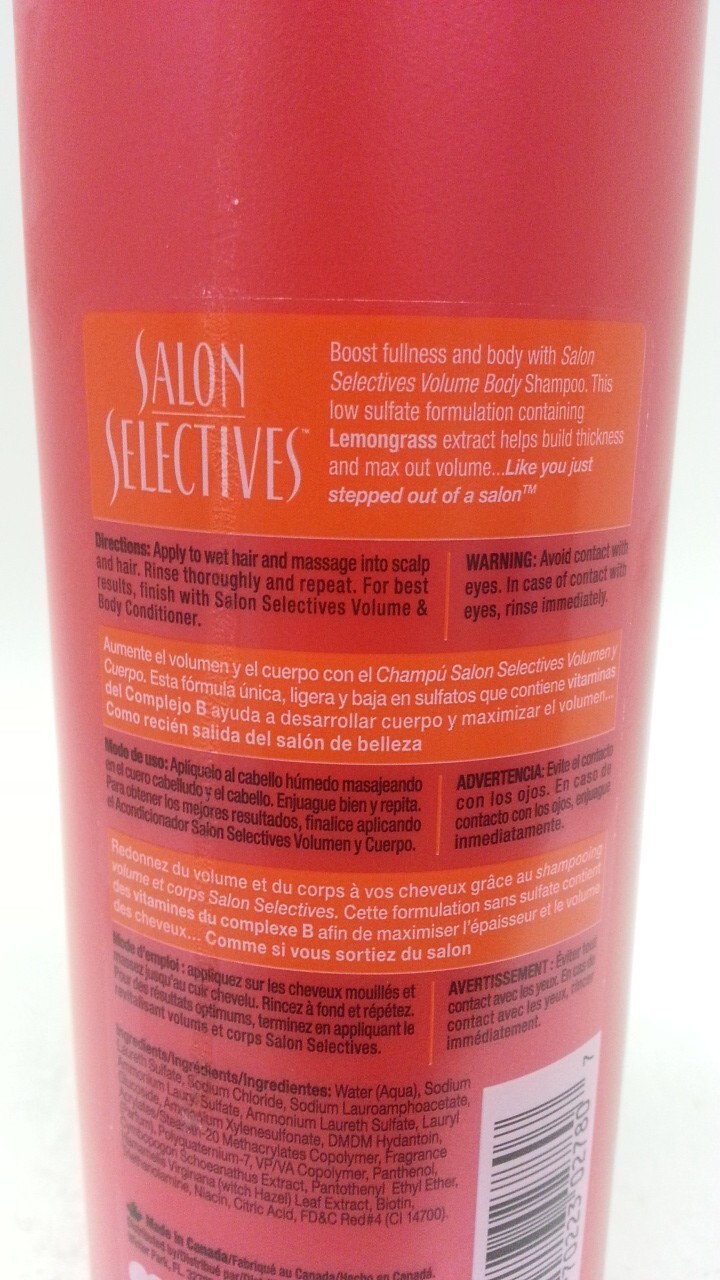 SALON
SELECTIVES™
Boost fullness and body with Salon
Selectives Volume Body Shampoo. This
low sulfate formulation containing
Lemongrass extract helps build thickness
and max out volume...Like you just
stepped out of a salon™
Directions: Apply to wet hair and massage into scalp
and hair. Rinse thoroughly and repeat. For best
results, finish with Salon Selectives Volume &
Body Conditioner.
WARNING: Avoid contact with
eyes. In case of contact with
eyes, rinse immediately.
Aumente el volumen y el cuerpo con el Champú Salon Selectives Volumen y
Cuerpo. Esta fórmula única, ligera y baja en sulfatos que contiene vitaminas
del Complejo B ayuda a desarrollar cuerpo y maximizar el volumen...
Como recién salida del salón de belleza
Modo de uso: Aplíquelo al cabello húmedo masajeando
en el cuero cabelludo y el cabello. Enjuague bien y repita.
Para obtener los mejores resultados, finalice aplicando
el Acondicionador Salon Selectives Volumen y Cuerpo.
ADVERTENCIA: Evite el contacto
con los ojos. En caso de
contacto con los ojos, enjuague
inmediatamente.
Redonnez du volume et du corps à vos cheveux grâce au shampooing
volume et corps Salon Selectives. Cette formulation sans sulfate contient
des vitamines du complexe B afin de maximiser l'épaisseur et le volume
des cheveux... Comme si vous sortiez du salon
Mode d'emploi : appliquez sur les cheveux mouillés et
massez jusqu'au cuir chevelu. Rincez à fond et répétez.
Pour des résultats optimums, terminez en appliquant le
revitalisant volume et corps Salon Selectives.
AVERTISSEMENT : Éviter tout
contact avec les yeux. En cas de
contact avec les yeux, rincer
immédiatement.
Ingredients/Ingrédients/Ingredientes: Water (Aqua), Sodium
Laureth Sulfate, Sodium Chloride, Sodium Lauroamphoacetate,
Ammonium Lauryl Sulfate, Ammonium Laureth Sulfate, Lauryl
Glucoside, Ammonium Xylenesulfonate, DMDM Hydantoin,
Acrylates/Steareth-20 Methacrylates Copolymer, Fragrance
(Parfum), Polyquaternium-7, VP/VA Copolymer, Panthenol,
Cymbopogon Schoenanthus Extract, Pantothenyl Ethyl Ether,
Hamamelis Virginiana (witch Hazel) Leaf Extract, Biotin,
Niacin, Citric Acid, FD&C Red#4 (CI 14700).
Made in Canada/Fabriqué au Canada/Hecho en Canadá.
Distributed by/Distribué par
Winter Park, FL
7